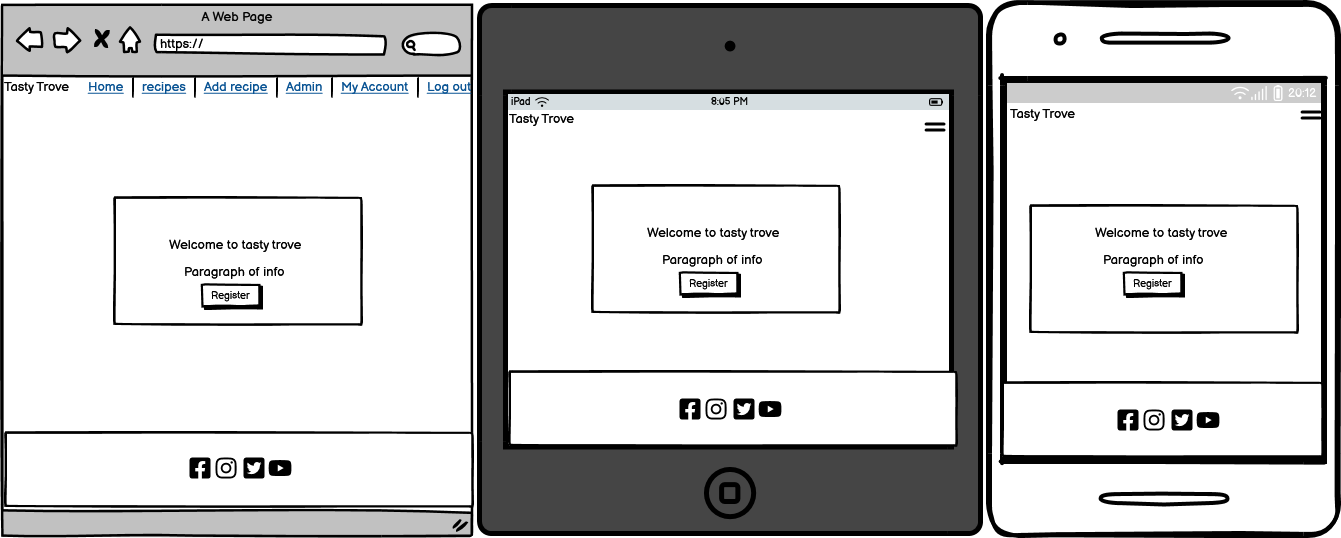 A Web Page
https://
Tasty Trove Home recipes Add recipe Admin My Account Log out
Welcome to tasty trove
Paragraph of info
Register
iPad 8:05 PM
Tasty Trove
Welcome to tasty trove
Paragraph of info
Register
20:12
Tasty Trove
Welcome to tasty trove
Paragraph of info
Register